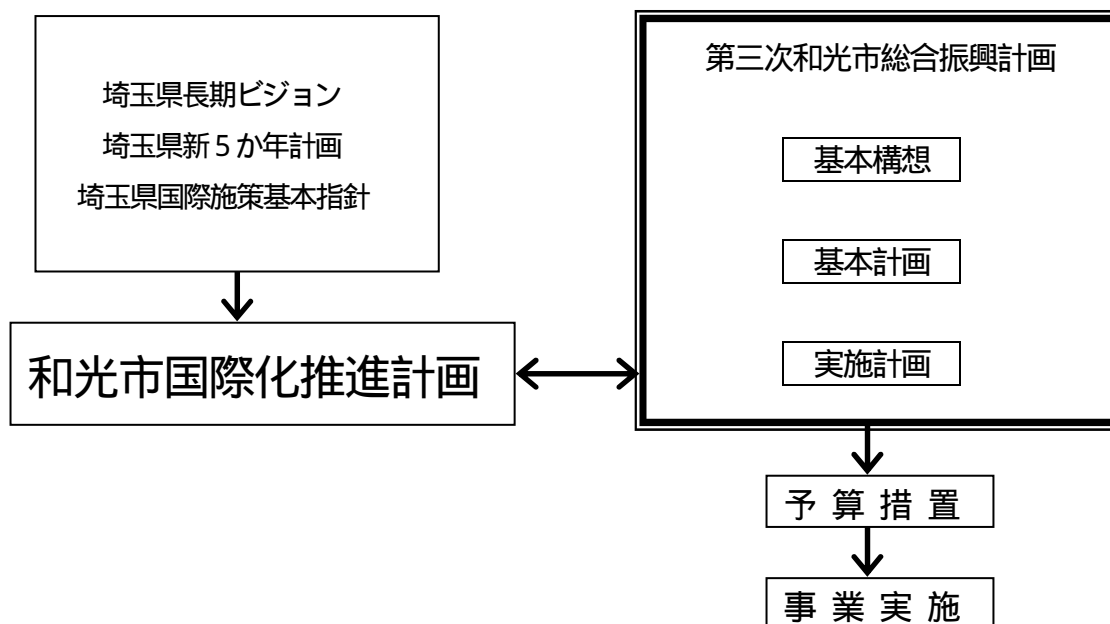 埼玉県長期ビジョン
埼玉県新5か年計画
埼玉県国際施策基本指針
和光市国際化推進計画
第三次和光市総合振興計画
基本構想
基本計画
実施計画
予算措置
事業実施